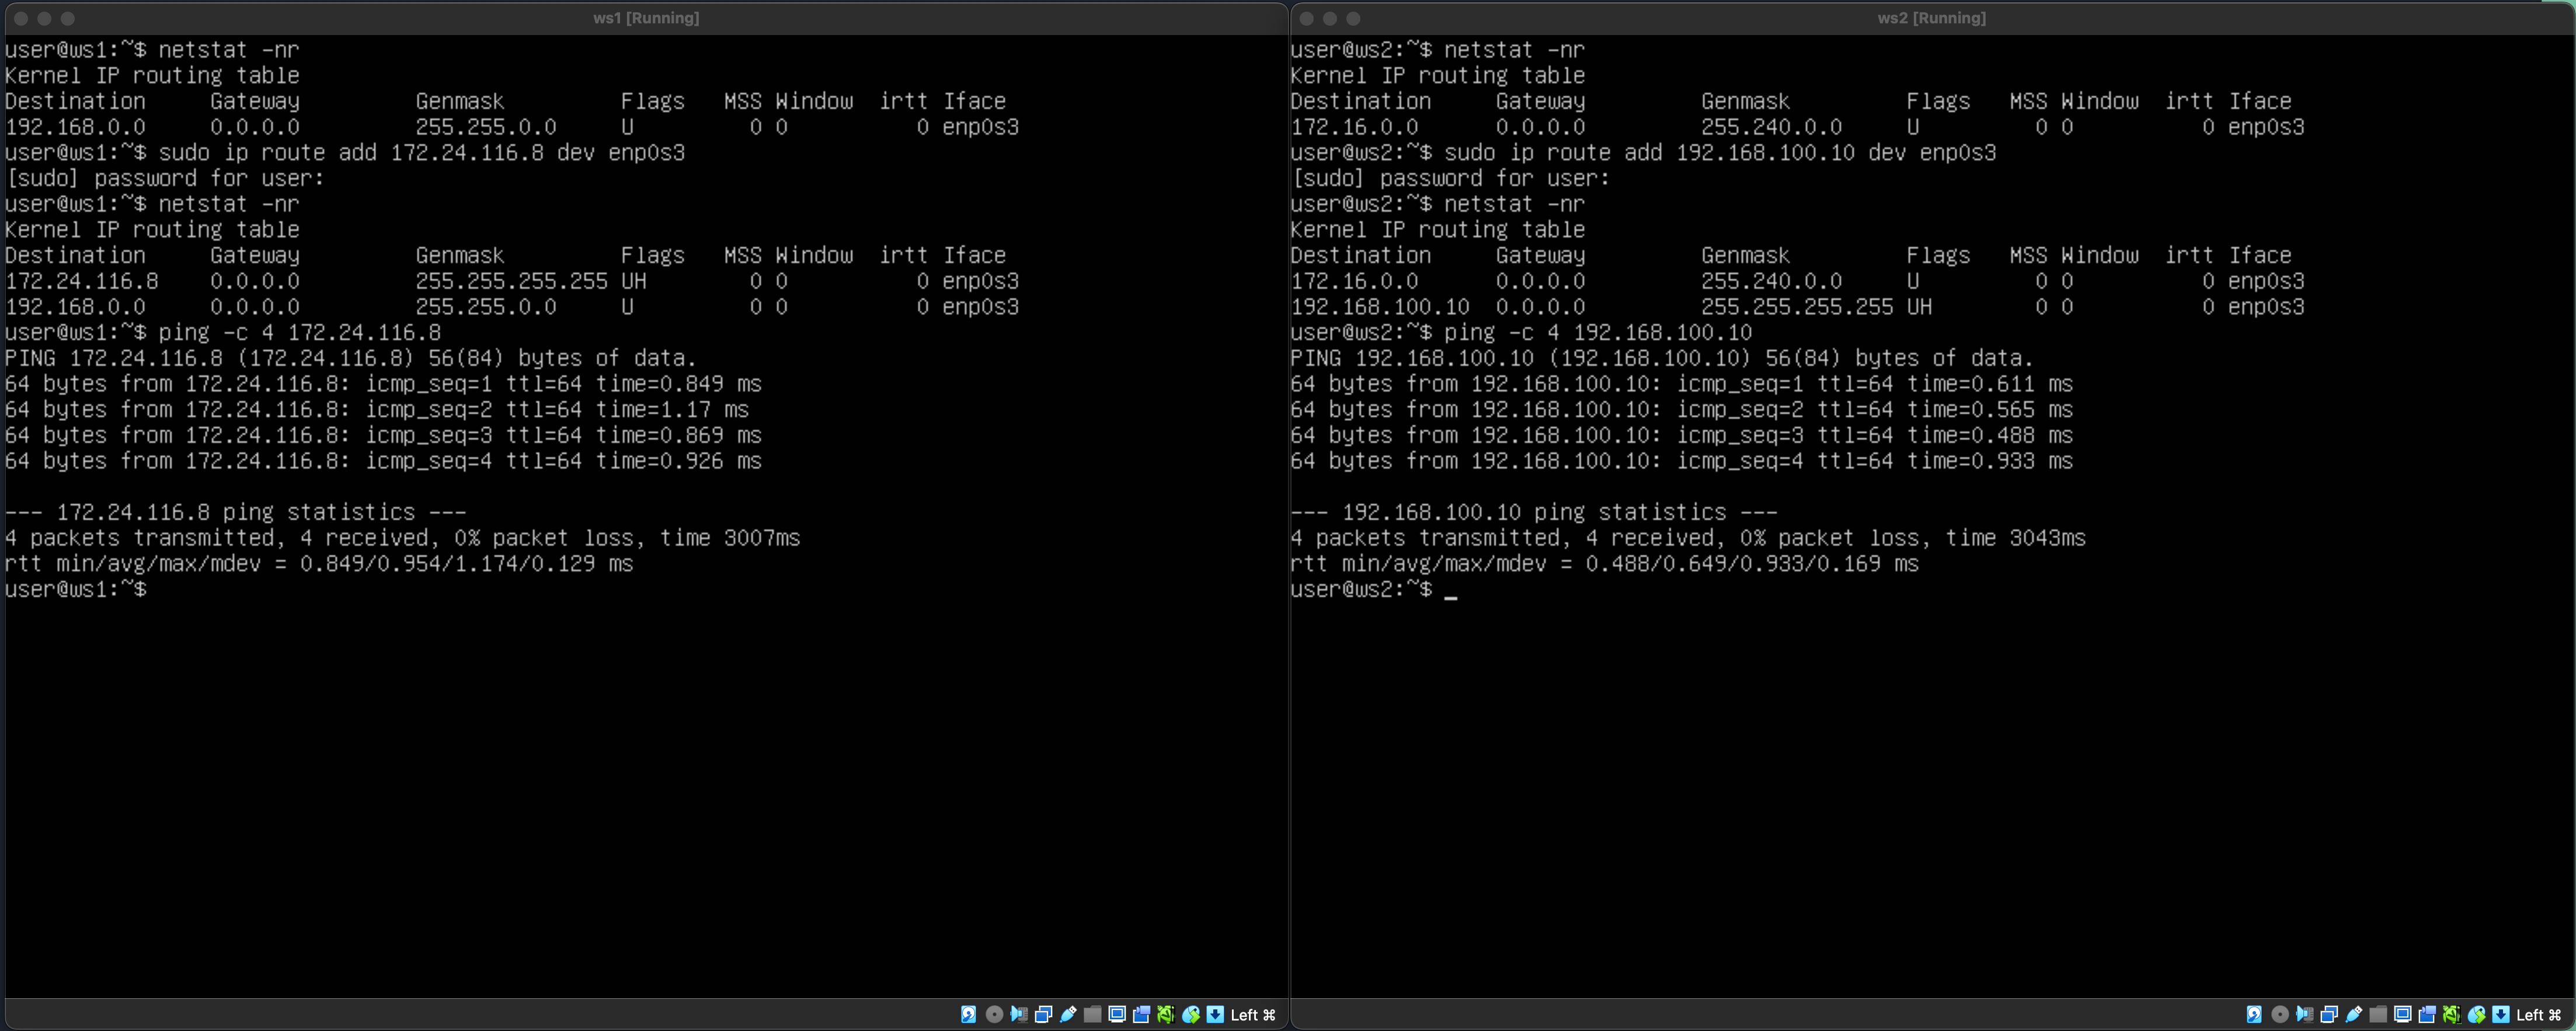 ws1 [Running]
user@ws1:~$ netstat -nr
Kernel IP routing table
Destination     Gateway         Genmask         Flags   MSS Window  irtt Iface
192.168.0.0     0.0.0.0         255.255.0.0     U         0 0          0 enp0s3
user@ws1:~$ sudo ip route add 172.24.116.8 dev enp0s3
[sudo] password for user:
user@ws1:~$ netstat -nr
Kernel IP routing table
Destination     Gateway         Genmask         Flags   MSS Window  irtt Iface
172.24.116.8    0.0.0.0         255.255.255.255 UH        0 0          0 enp0s3
192.168.0.0     0.0.0.0         255.255.0.0     U         0 0          0 enp0s3
user@ws1:~$ ping -c 4 172.24.116.8
PING 172.24.116.8 (172.24.116.8) 56(84) bytes of data.
64 bytes from 172.24.116.8: icmp_seq=1 ttl=64 time=0.849 ms
64 bytes from 172.24.116.8: icmp_seq=2 ttl=64 time=1.17 ms
64 bytes from 172.24.116.8: icmp_seq=3 ttl=64 time=0.869 ms
64 bytes from 172.24.116.8: icmp_seq=4 ttl=64 time=0.926 ms
--- 172.24.116.8 ping statistics ---
4 packets transmitted, 4 received, 0% packet loss, time 3007ms
rtt min/avg/max/mdev = 0.849/0.954/1.174/0.129 ms
user@ws1:~$
Left ⌘
ws2 [Running]
user@ws2:~$ netstat -nr
Kernel IP routing table
Destination     Gateway         Genmask         Flags   MSS Window  irtt Iface
172.16.0.0      0.0.0.0         255.240.0.0     U         0 0          0 enp0s3
user@ws2:~$ sudo ip route add 192.168.100.10 dev enp0s3
[sudo] password for user:
user@ws2:~$ netstat -nr
Kernel IP routing table
Destination     Gateway         Genmask         Flags   MSS Window  irtt Iface
172.16.0.0      0.0.0.0         255.240.0.0     U         0 0          0 enp0s3
192.168.100.10  0.0.0.0         255.255.255.255 UH        0 0          0 enp0s3
user@ws2:~$ ping -c 4 192.168.100.10
PING 192.168.100.10 (192.168.100.10) 56(84) bytes of data.
64 bytes from 192.168.100.10: icmp_seq=1 ttl=64 time=0.611 ms
64 bytes from 192.168.100.10: icmp_seq=2 ttl=64 time=0.565 ms
64 bytes from 192.168.100.10: icmp_seq=3 ttl=64 time=0.488 ms
64 bytes from 192.168.100.10: icmp_seq=4 ttl=64 time=0.933 ms
--- 192.168.100.10 ping statistics ---
4 packets transmitted, 4 received, 0% packet loss, time 3043ms
rtt min/avg/max/mdev = 0.488/0.649/0.933/0.169 ms
user@ws2:~$ _
Left ⌘